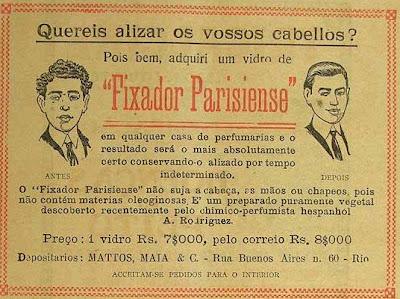 Quereis alizar os vossos cabellos?
Pois bem, adquiri um vidro de
"Fixador Parisiense"
em qualquer casa de perfumarias e o
resultado será o mais absolutamente
certo conservando-o alizado por tempo
indeterminado.
ANTES
DEPOIS
O "Fixador Parisiense" não suja a cabeça, as mãos ou chapeos, pois
não contém materias oleoginosas. E' um preparado puramente vegetal
descoberto recentemente pelo chimico-perfumista hespanhol
A. Rodriguez.
Preço: 1 vidro Rs. 7$000, pelo correio Rs. 8$000
Depositarios: MATTOS, MAIA & C. - Rua Buenos Aires n. 60 - Rio
ACCEITAM-SE PEDIDOS PARA O INTERIOR